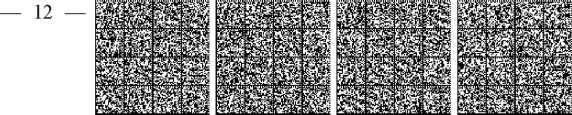 — 12 —